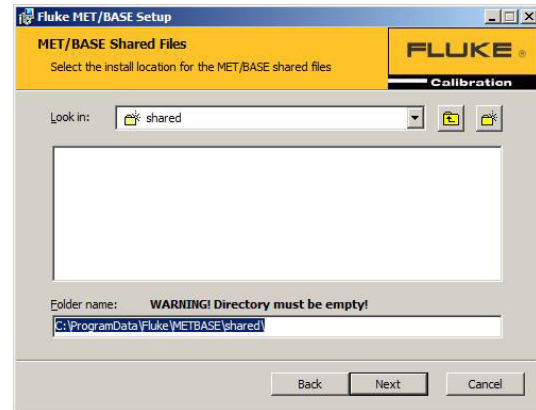 Fluke MET/BASE Setup
MET/BASE Shared Files
Select the install location for the MET/BASE shared files
FLUKE ®
Calibration
Look in:
shared
Folder name: WARNING! Directory must be empty!
C:\ProgramData\Fluke\METBASE\shared\
Back Next Cancel